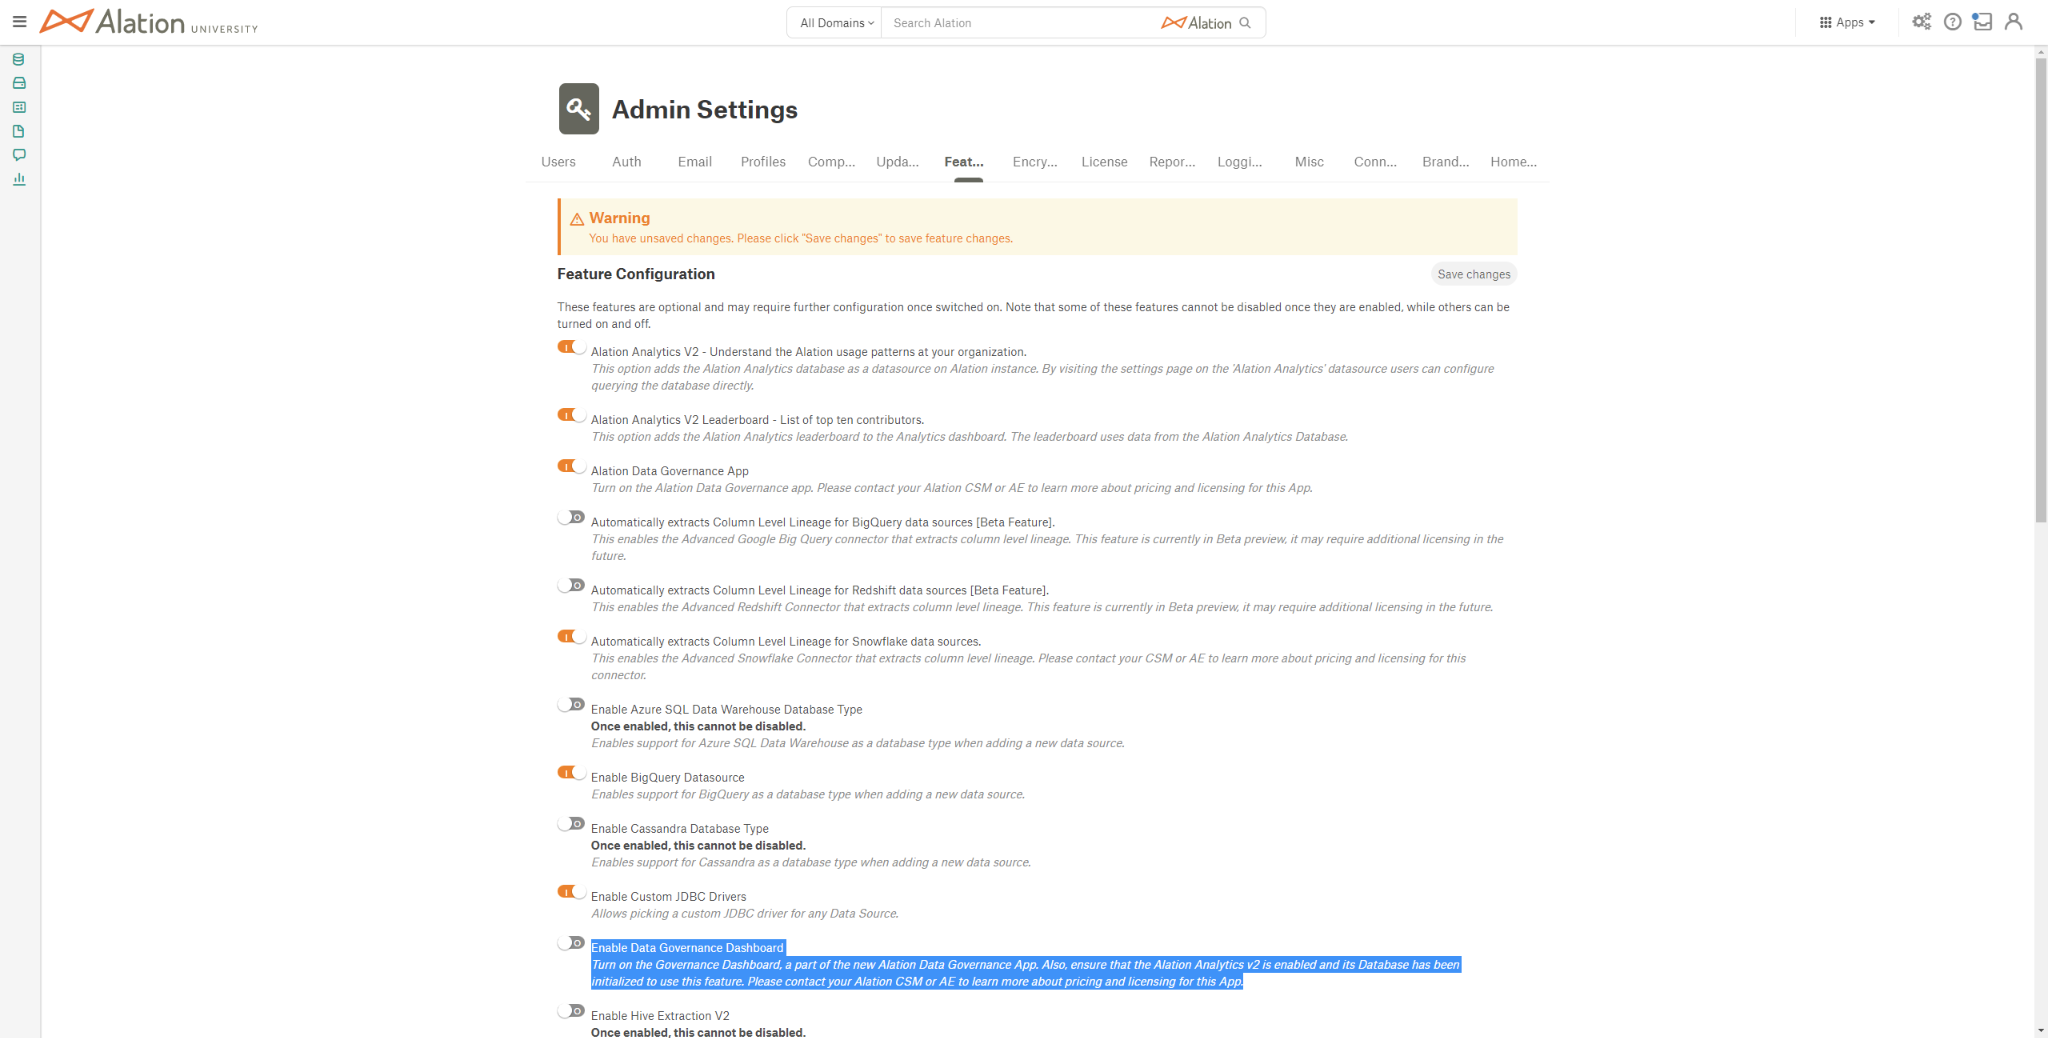 Alation UNIVERSITY
All Domains
Search Alation
Alation
Apps
Admin Settings
Users Auth Email Profiles Comp... Upda... Feat... Encry... License Repor... Loggi... Misc Conn... Brand... Home...
Warning
You have unsaved changes. Please click "Save changes" to save feature changes.
Feature Configuration
Save changes
These features are optional and may require further configuration once switched on. Note that some of these features cannot be disabled once they are enabled, while others can be
turned on and off.
Alation Analytics V2 - Understand the Alation usage patterns at your organization.
This option adds the Alation Analytics database as a datasource on Alation instance. By visiting the settings page on the 'Alation Analytics' datasource users can configure
querying the database directly.
Alation Analytics V2 Leaderboard - List of top ten contributors.
This option adds the Alation Analytics leaderboard to the Analytics dashboard. The leaderboard uses data from the Alation Analytics Database.
Alation Data Governance App
Turn on the Alation Data Governance app. Please contact your Alation CSM or AE to learn more about pricing and licensing for this App.
Automatically extracts Column Level Lineage for BigQuery data sources [Beta Feature].
This enables the Advanced Google Big Query connector that extracts column level lineage. This feature is currently in Beta preview, it may require additional licensing in the
future.
Automatically extracts Column Level Lineage for Redshift data sources [Beta Feature].
This enables the Advanced Redshift Connector that extracts column level lineage. This feature is currently in Beta preview, it may require additional licensing in the future.
Automatically extracts Column Level Lineage for Snowflake data sources.
This enables the Advanced Snowflake Connector that extracts column level lineage. Please contact your CSM or AE to learn more about pricing and licensing for this
connector.
Enable Azure SQL Data Warehouse Database Type
Once enabled, this cannot be disabled.
Enables support for Azure SQL Data Warehouse as a database type when adding a new data source.
Enable BigQuery Datasource
Enables support for BigQuery as a database type when adding a new data source.
Enable Cassandra Database Type
Once enabled, this cannot be disabled.
Enables support for Cassandra as a database type when adding a new data source.
Enable Custom JDBC Drivers
Allows picking a custom JDBC driver for any Data Source.
Enable Data Governance Dashboard
Turn on the Governance Dashboard, a part of the new Alation Data Governance App. Also, ensure that the Alation Analytics v2 is enabled and its Database has been
initialized to use this feature. Please contact your Alation CSM or AE to learn more about pricing and licensing for this App.
Enable Hive Extraction V2
Once enabled, this cannot be disabled.